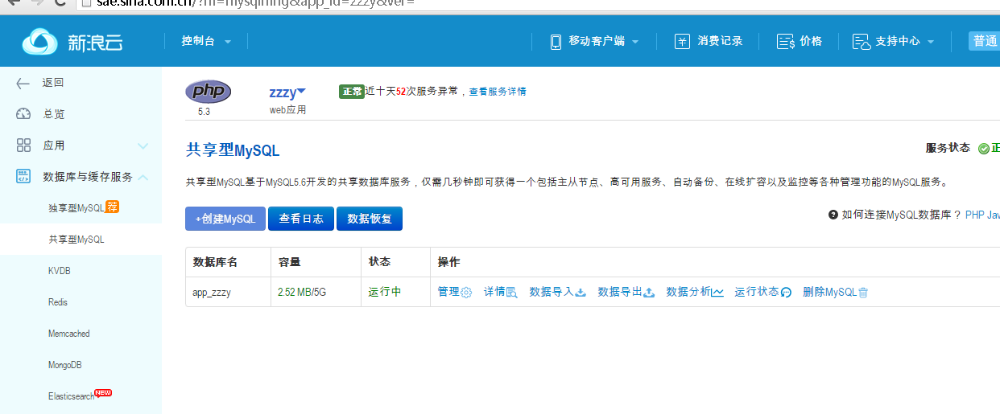 sae.sina.com.cn/?m=mysqlmng&app_id=zzzy&ver=
新浪云 控制台 移动客户端 消费记录 价格 支持中心 普通
返回
总览
应用
数据库与缓存服务
独享型MySQL 荐
共享型MySQL
KVDB
Redis
Memcached
MongoDB
Elasticsearch NEW
php 5.3
zzzy
web应用
正常 近十天52次服务异常，查看服务详情
共享型MySQL
服务状态 正
共享型MySQL基于MySQL5.6开发的共享数据库服务，仅需几秒钟即可获得一个包括主从节点、高可用服务、自动备份、在线扩容以及监控等各种管理功能的MySQL服务。
+创建MySQL 查看日志 数据恢复
如何连接MySQL数据库？ PHP Jav
数据库名 容量 状态 操作
app_zzzy 2.52 MB/5G 运行中 管理 详情 数据导入 数据导出 数据分析 运行状态 删除MySQL